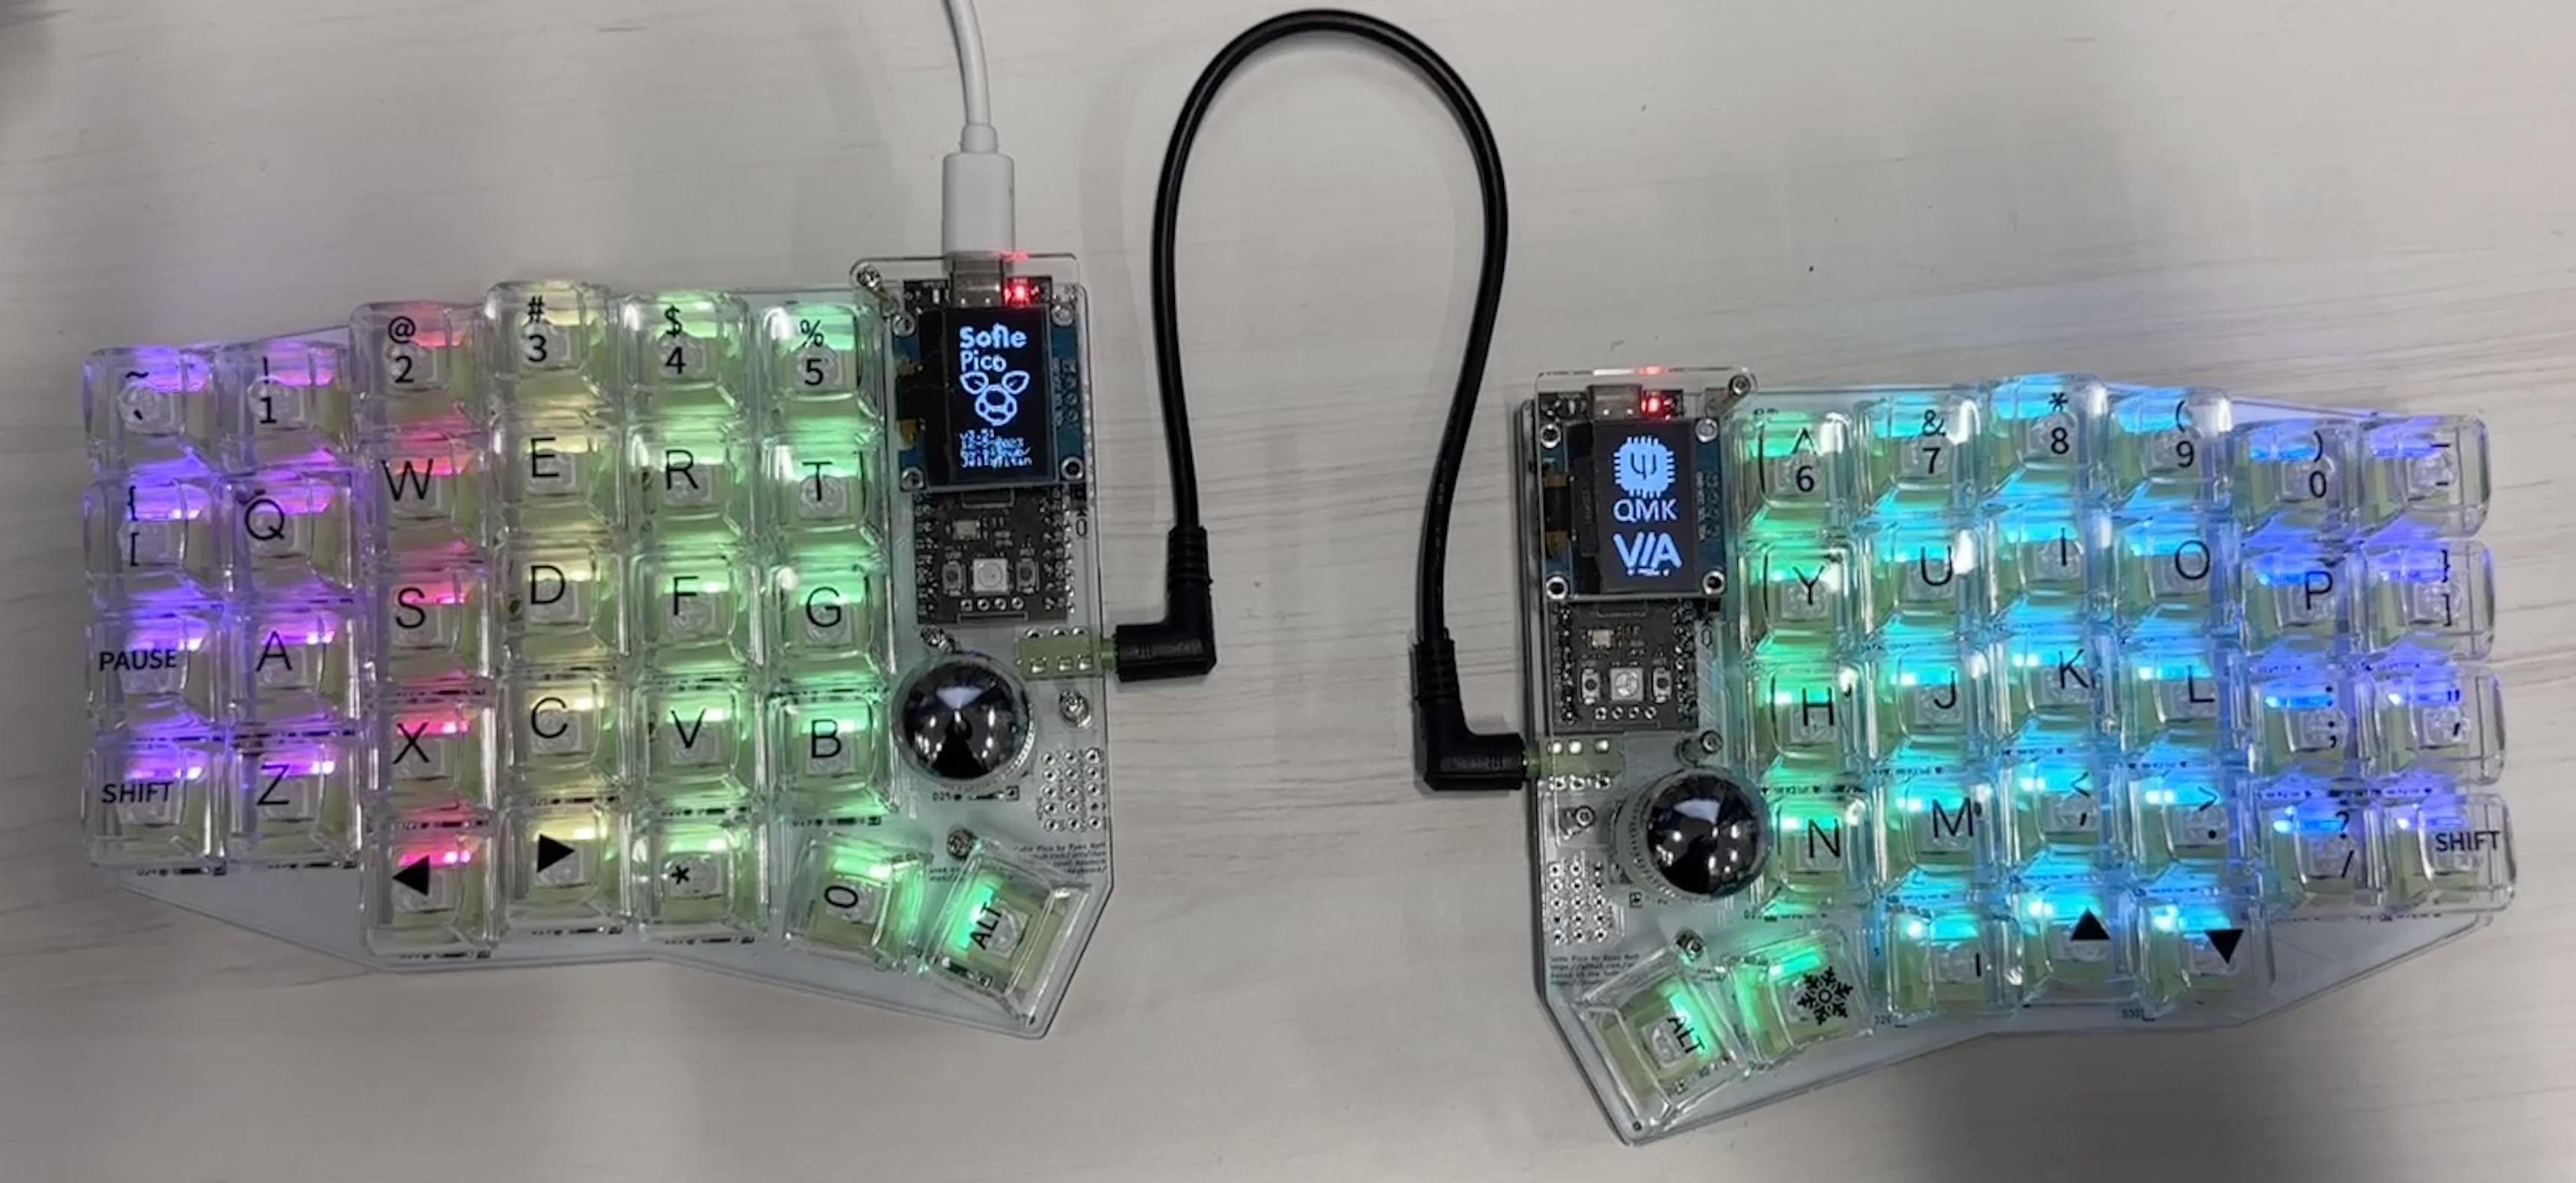 ~ ! @ # $ %
` 1 2 3 4 5
{ Q W E R T
[
PAUSE A S D F G
SHIFT Z X C V B
◀ ▶ * 0 ALT
Sofle
Pico
JellyTitan
QMK
VIA
^ & * ( ) _
6 7 8 9 0 -
Y U I O P }
]
H J K L : "
; '
N M < > ? SHIFT
, . /
ALT ❄ | ▲ ▼